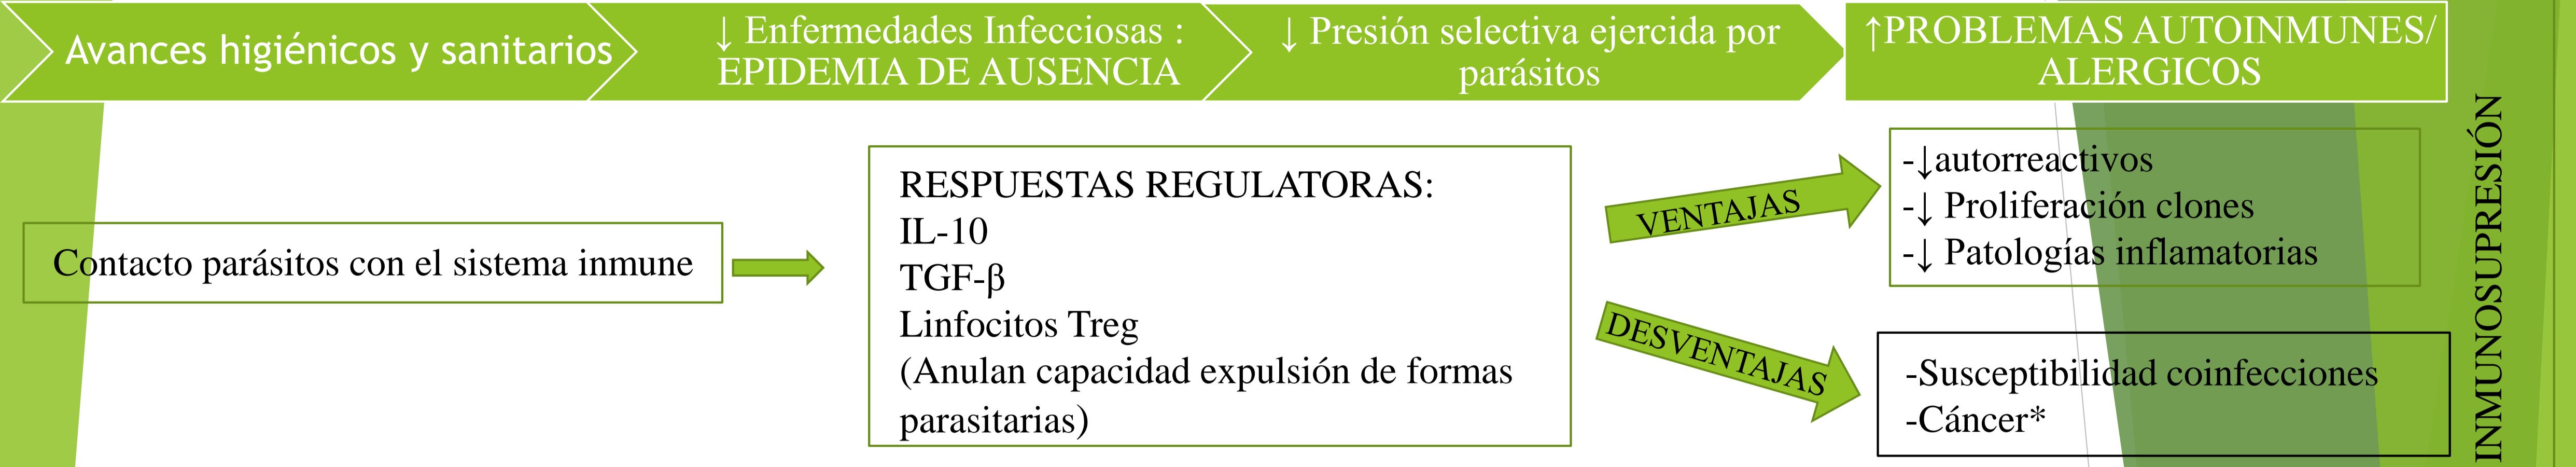 Avances higiénicos y sanitarios
↓ Enfermedades Infecciosas :
EPIDEMIA DE AUSENCIA
↓ Presión selectiva ejercida por
parásitos
↑PROBLEMAS AUTOINMUNES/
ALERGICOS
Contacto parásitos con el sistema inmune
RESPUESTAS REGULATORAS:
IL-10
TGF-β
Linfocitos Treg
(Anulan capacidad expulsión de formas
parasitarias)
VENTAJAS
-↓autorreactivos
-↓ Proliferación clones
-↓ Patologías inflamatorias
DESVENTAJAS
-Susceptibilidad coinfecciones
-Cáncer*
INMUNOSUPRESIÓN